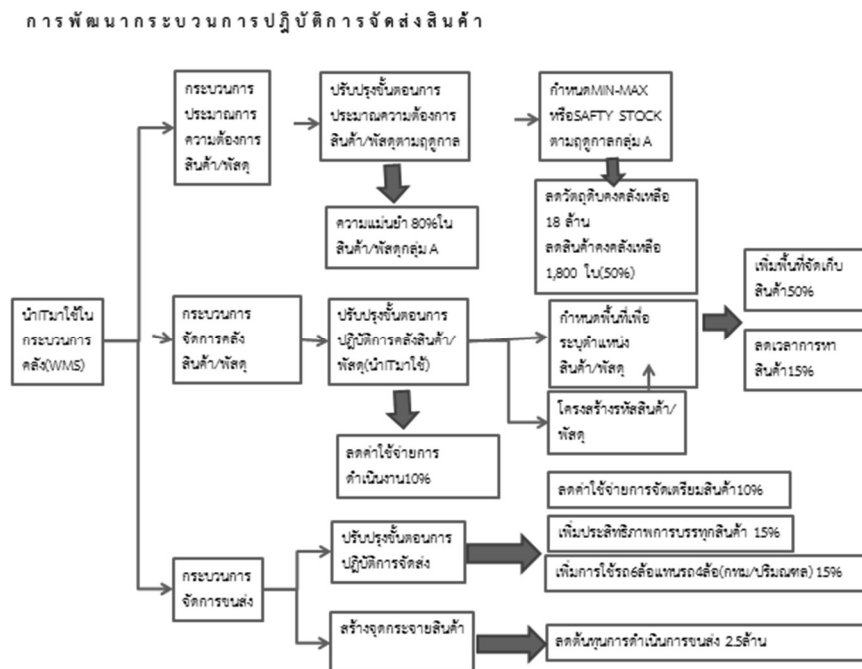 การพัฒนากระบวนการปฏิบัติการจัดส่งสินค้า
กระบวนการ
ประมาณการ
ความต้องการ
สินค้า/พัสดุ
ปรับปรุงขั้นตอนการ
ประมาณความต้องการ
สินค้า/พัสดุตามฤดูกาล
กำหนดMIN-MAX
หรือSAFTY STOCK
ตามฤดูกาลกลุ่ม A
ความแม่นยำ 80%ใน
สินค้า/พัสดุกลุ่ม A
ลดวัตถุดิบคงคลังเหลือ
18 ล้าน
ลดสินค้าคงคลังเหลือ
1,800 ใบ(50%)
นำITมาใช้ใน
กระบวนการ
คลัง(WMS)
กระบวนการ
จัดการคลัง
สินค้า/พัสดุ
ปรับปรุงขั้นตอนการ
ปฏิบัติการคลังสินค้า/
พัสดุ(นำITมาใช้)
กำหนดพื้นที่เพื่อ
ระบุตำแหน่ง
สินค้า/พัสดุ
เพิ่มพื้นที่จัดเก็บ
สินค้า50%
ลดเวลาการหา
สินค้า15%
โครงสร้างรหัสสินค้า/
พัสดุ
ลดค่าใช้จ่ายการ
ดำเนินงาน10%
ลดค่าใช้จ่ายการจัดเตรียมสินค้า10%
กระบวนการ
จัดการขนส่ง
ปรับปรุงขั้นตอนการ
ปฏิบัติการจัดส่ง
เพิ่มประสิทธิภาพการบรรทุกสินค้า 15%
เพิ่มการใช้รถ6ล้อแทนรถ4ล้อ(กทม/ปริมณฑล) 15%
สร้างจุดกระจายสินค้า
ลดต้นทุนการดำเนินการขนส่ง 2.5ล้าน